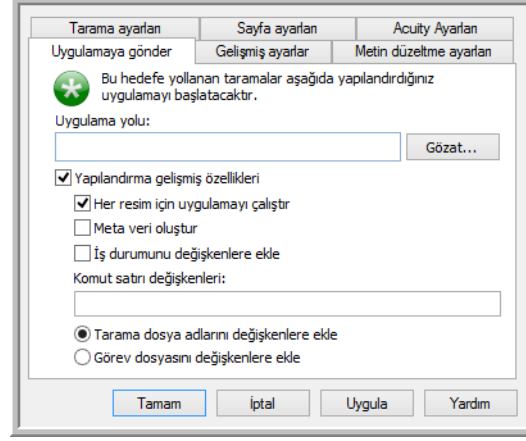 Tarama ayarları
Sayfa ayarları
Acuity Ayarları
Uygulamaya gönder
Gelişmiş ayarlar
Metin düzeltme ayarları
Bu hedefe yollanan taramalar aşağıda yapılandırdığınız
uygulamayı başlatacaktır.
Uygulama yolu:
Gözat...
Yapılandırma gelişmiş özellikleri
Her resim için uygulamayı çalıştır
Meta veri oluştur
İş durumunu değişkenlere ekle
Komut satırı değişkenleri:
Tarama dosya adlarını değişkenlere ekle
Görev dosyasını değişkenlere ekle
Tamam
İptal
Uygula
Yardım